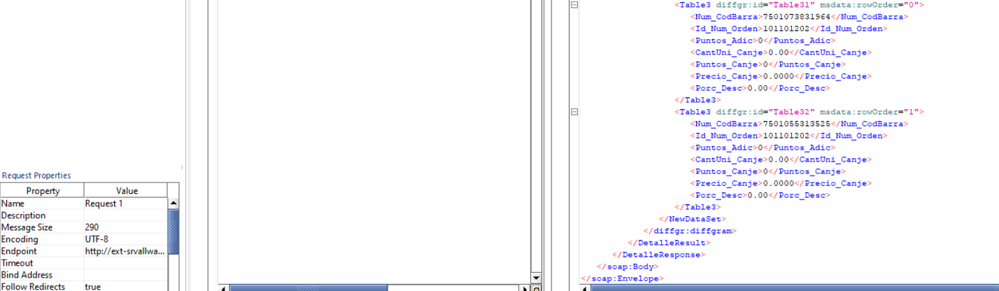 Request Properties
Property Value
Name Request 1
Description
Message Size 290
Encoding UTF-8
Endpoint http://ext-srvallwa...
Timeout
Bind Address
Follow Redirects true
<Table3 diffgr:id="Table31" msdata:rowOrder="0">
<Num_CodBarra>7501073831964</Num_CodBarra>
<Id_Num_Orden>101101202</Id_Num_Orden>
<Puntos_Adic>0</Puntos_Adic>
<CantUni_Canje>0.00</CantUni_Canje>
<Puntos_Canje>0</Puntos_Canje>
<Precio_Canje>0.0000</Precio_Canje>
<Porc_Desc>0.00</Porc_Desc>
</Table3>
<Table3 diffgr:id="Table32" msdata:rowOrder="1">
<Num_CodBarra>7501055313525</Num_CodBarra>
<Id_Num_Orden>101101202</Id_Num_Orden>
<Puntos_Adic>0</Puntos_Adic>
<CantUni_Canje>0.00</CantUni_Canje>
<Puntos_Canje>0</Puntos_Canje>
<Precio_Canje>0.0000</Precio_Canje>
<Porc_Desc>0.00</Porc_Desc>
</Table3>
</NewDataSet>
</diffgr:diffgram>
</DetalleResult>
</DetalleResponse>
</soap:Body>
</soap:Envelope>